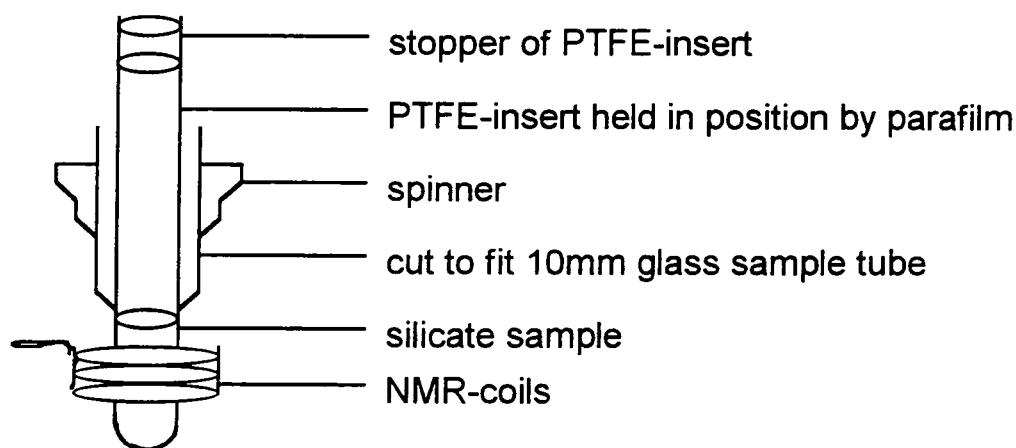 stopper of PTFE-insert
PTFE-insert held in position by parafilm
spinner
cut to fit 10mm glass sample tube
silicate sample
NMR-coils